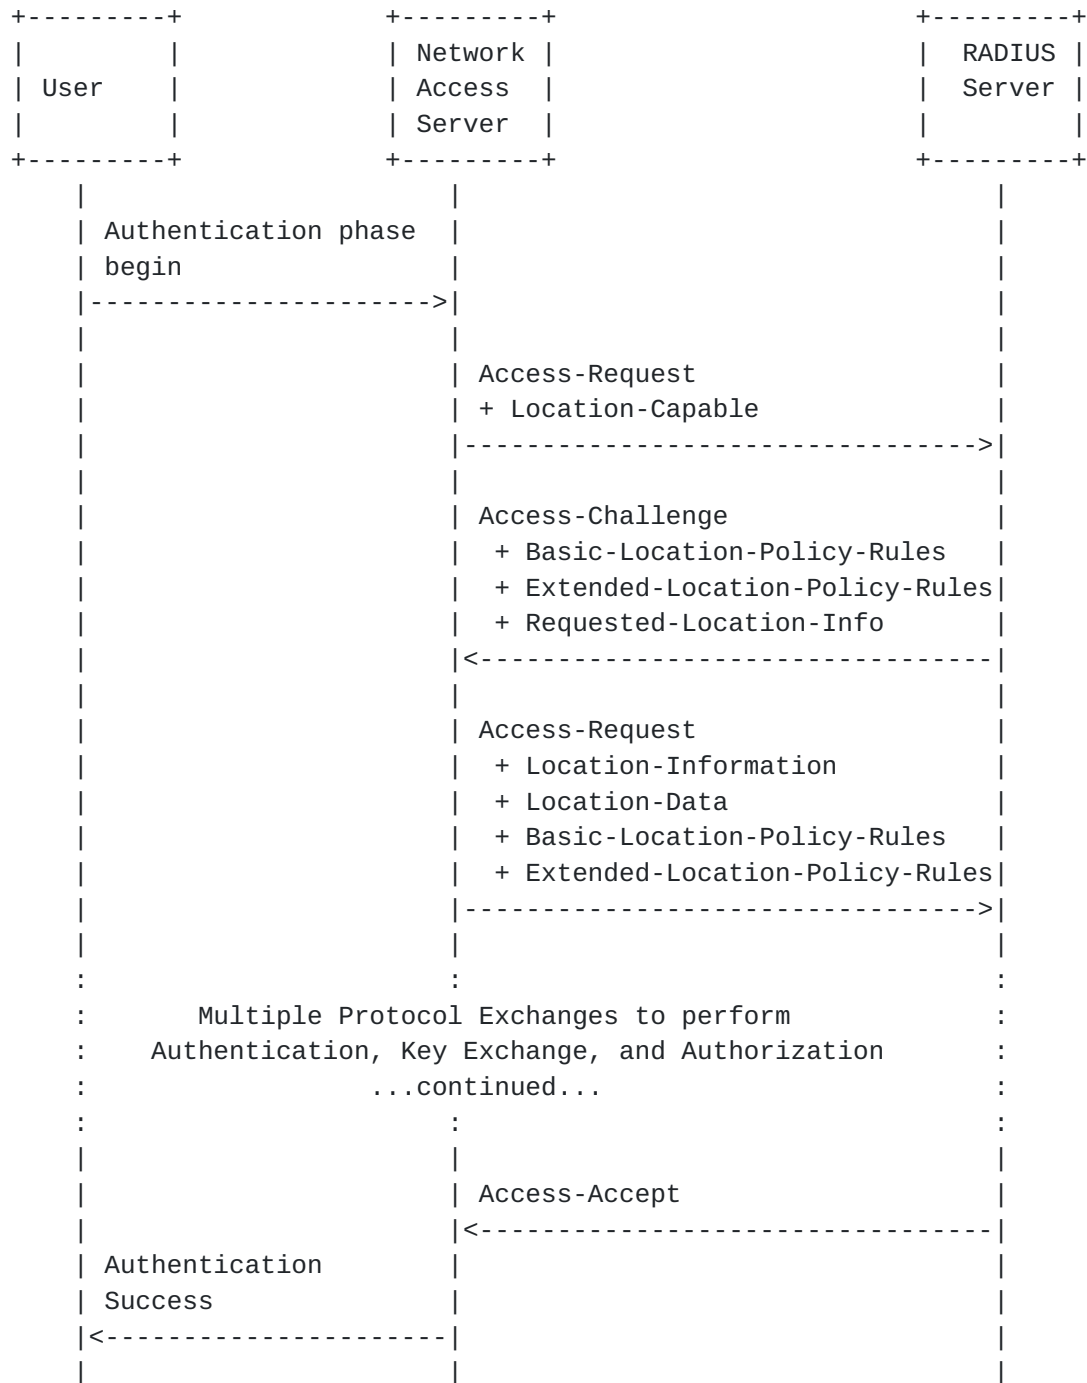 Network RADIUS
User Access Server
Server
Authentication phase
begin
Access-Request
+ Location-Capable
Access-Challenge
+ Basic-Location-Policy-Rules
+ Extended-Location-Policy-Rules
+ Requested-Location-Info
Access-Request
+ Location-Information
+ Location-Data
+ Basic-Location-Policy-Rules
+ Extended-Location-Policy-Rules
Multiple Protocol Exchanges to perform
Authentication, Key Exchange, and Authorization
...continued...
Access-Accept
Authentication
Success